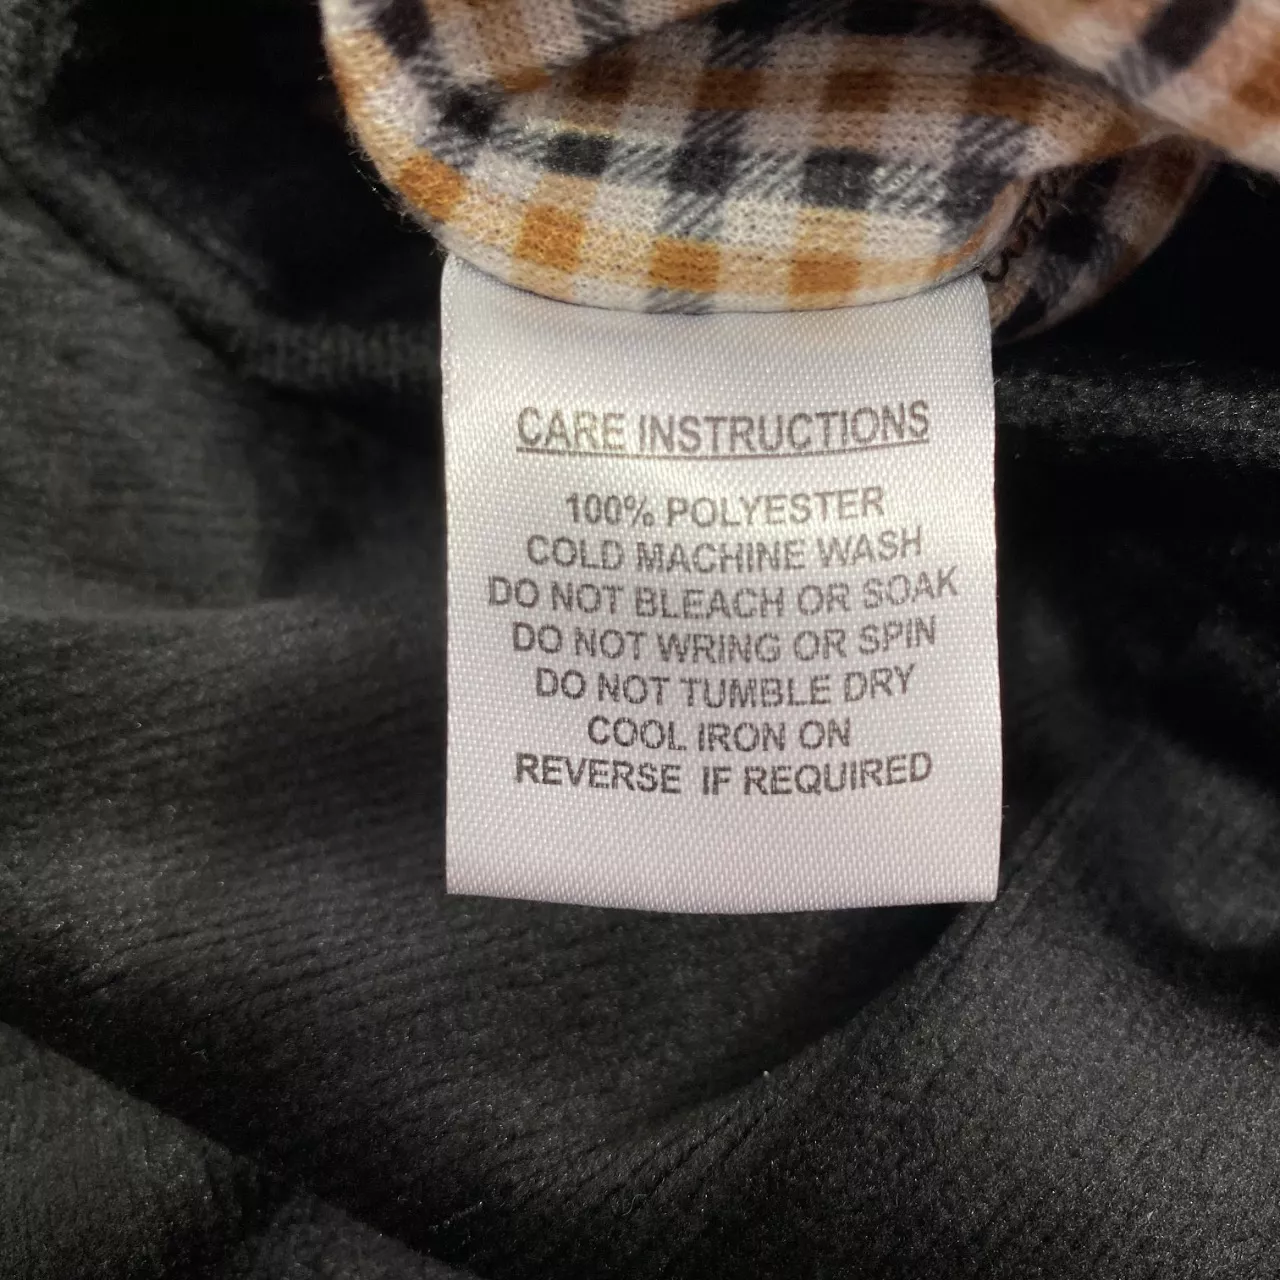 CARE INSTRUCTIONS
100% POLYESTER
COLD MACHINE WASH
DO NOT BLEACH OR SOAK
DO NOT WRING OR SPIN
DO NOT TUMBLE DRY
COOL IRON ON
REVERSE IF REQUIRED